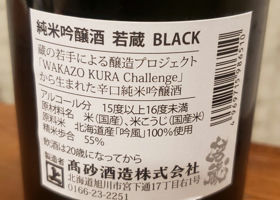 純米吟醸酒 若蔵 BLACK
蔵の若手による醸造プロジェクト
「WAKAZO KURA Challenge」
から生まれた辛口純米吟醸酒
アルコール分 15度以上16度未満
原材料名 米(国産)、米こうじ(国産米)
原料米 北海道産「吟風」100%使用
精米歩合 55%
飲酒は20歳になってから
製造者 髙砂酒造株式会社
北海道旭川市宮下通17丁目右1号
0166-23-2251